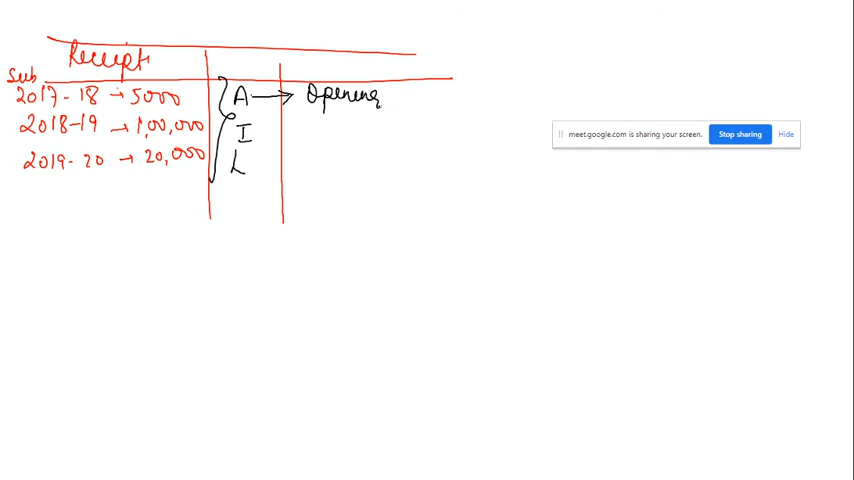 Receipt
Sub
2017-18 → 5000 A → Opening
2018-19 → 1,00,000 I
2019-20 → 20,000 L
meet.google.com is sharing your screen. Stop sharing Hide